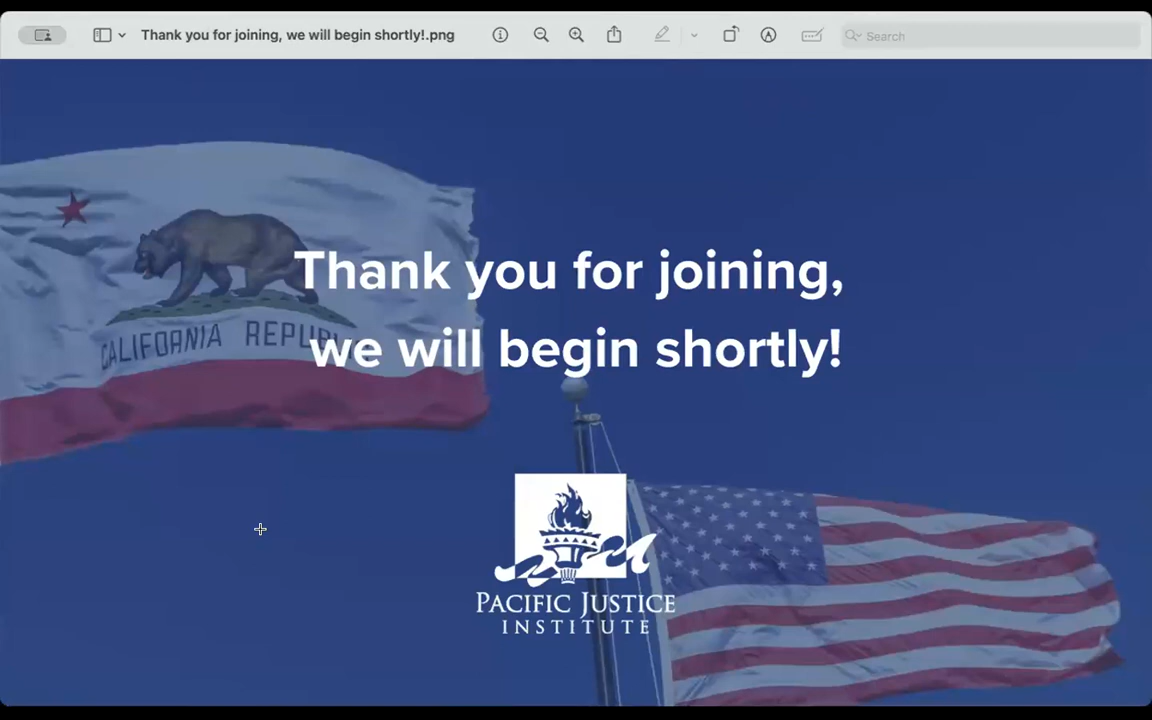 Thank you for joining, we will begin shortly!.png
Search
Thank you for joining,
we will begin shortly!
CALIFORNIA REPU
PACIFIC JUSTICE
INSTITUTE